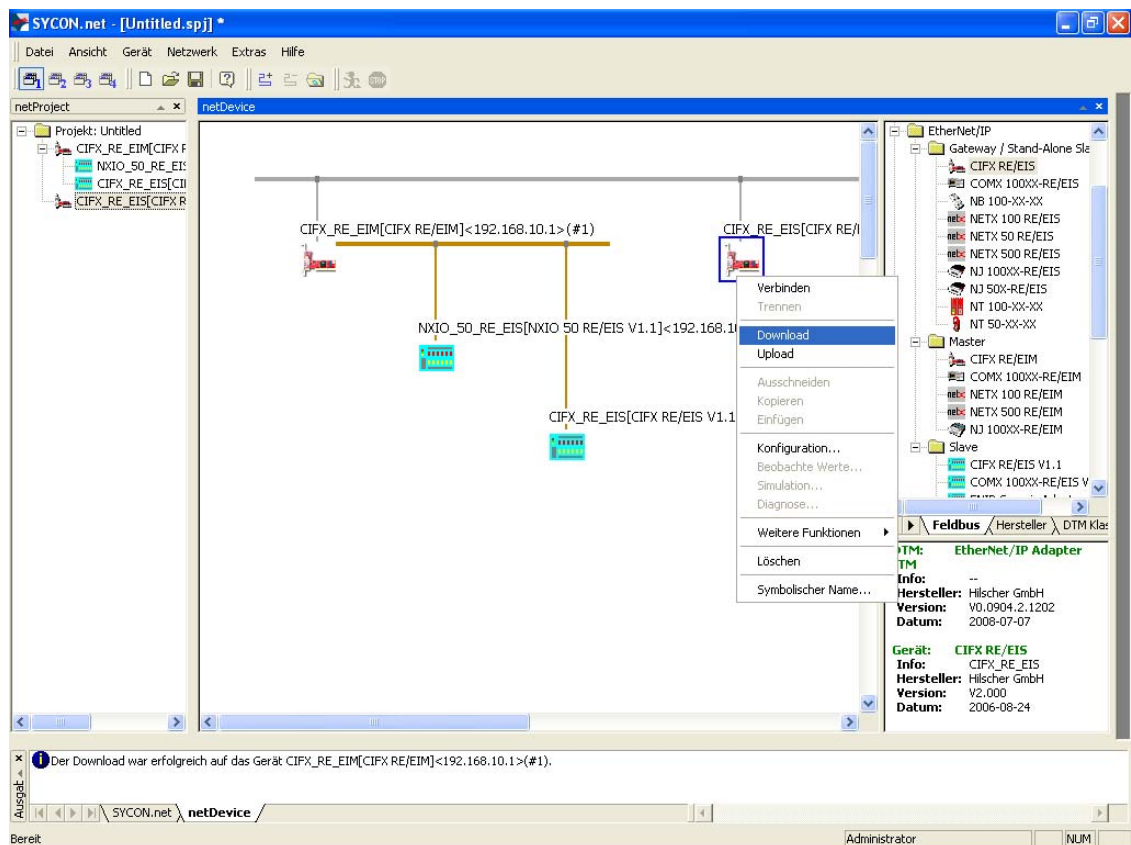 SYCON.net - [Untitled.spj] *
Datei Ansicht Gerät Netzwerk Extras Hilfe
netProject
netDevice
Projekt: Untitled
CIFX_RE_EIM[CIFX
NXIO_50_RE_EIS
CIFX_RE_EIS[CI
CIFX_RE_EIS[CIFX R
CIFX_RE_EIM[CIFX RE/EIM]<192.168.10.1>(#1)
CIFX_RE_EIS[CIFX RE/
NXIO_50_RE_EIS[NXIO 50 RE/EIS V1.1]<192.168.1
CIFX_RE_EIS[CIFX RE/EIS V1.1
Verbinden
Trennen
Download
Upload
Ausschneiden
Kopieren
Einfügen
Konfiguration...
Beobachte Werte...
Simulation...
Diagnose...
Weitere Funktionen
Löschen
Symbolischer Name...
EtherNet/IP
Gateway / Stand-Alone Sla
CIFX RE/EIS
COMX 100XX-RE/EIS
NB 100-XX-XX
NETX 100 RE/EIS
NETX 50 RE/EIS
NETX 500 RE/EIS
NJ 100XX-RE/EIS
NJ 50X-RE/EIS
NT 100-XX-XX
NT 50-XX-XX
Master
CIFX RE/EIM
COMX 100XX-RE/EIM
NETX 100 RE/EIM
NETX 500 RE/EIM
NJ 100XX-RE/EIM
Slave
CIFX RE/EIS V1.1
COMX 100XX-RE/EIS V
Feldbus Hersteller DTM Klas
DTM: EtherNet/IP Adapter
TM
Info: --
Hersteller: Hilscher GmbH
Version: V0.0904.2.1202
Datum: 2008-07-07
Gerät: CIFX RE/EIS
Info: CIFX_RE_EIS
Hersteller: Hilscher GmbH
Version: V2.000
Datum: 2006-08-24
Der Download war erfolgreich auf das Gerät CIFX_RE_EIM[CIFX RE/EIM]<192.168.10.1>(#1).
Ausgab
SYCON.net netDevice
Bereit
Administrator
NUM